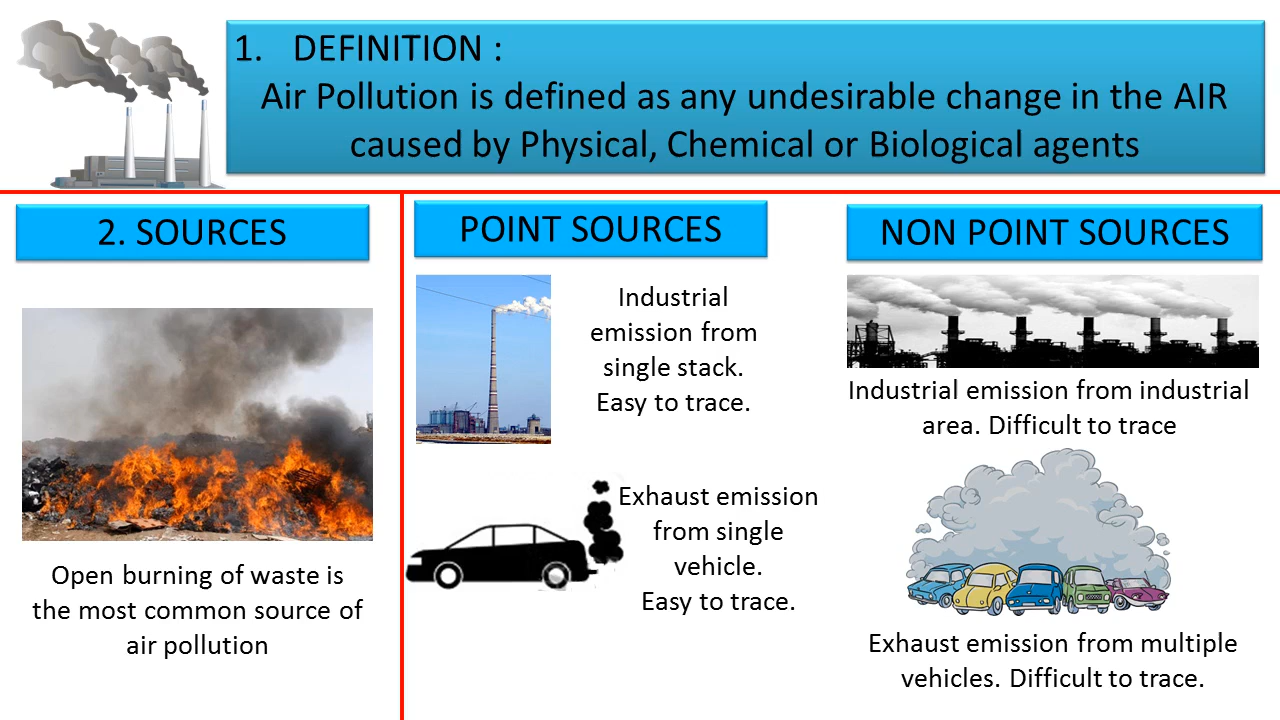 1. DEFINITION :
Air Pollution is defined as any undesirable change in the AIR
caused by Physical, Chemical or Biological agents
2. SOURCES
Open burning of waste is
the most common source of
air pollution
POINT SOURCES
Industrial
emission from
single stack.
Easy to trace.
Exhaust emission
from single
vehicle.
Easy to trace.
NON POINT SOURCES
Industrial emission from industrial
area. Difficult to trace
Exhaust emission from multiple
vehicles. Difficult to trace.